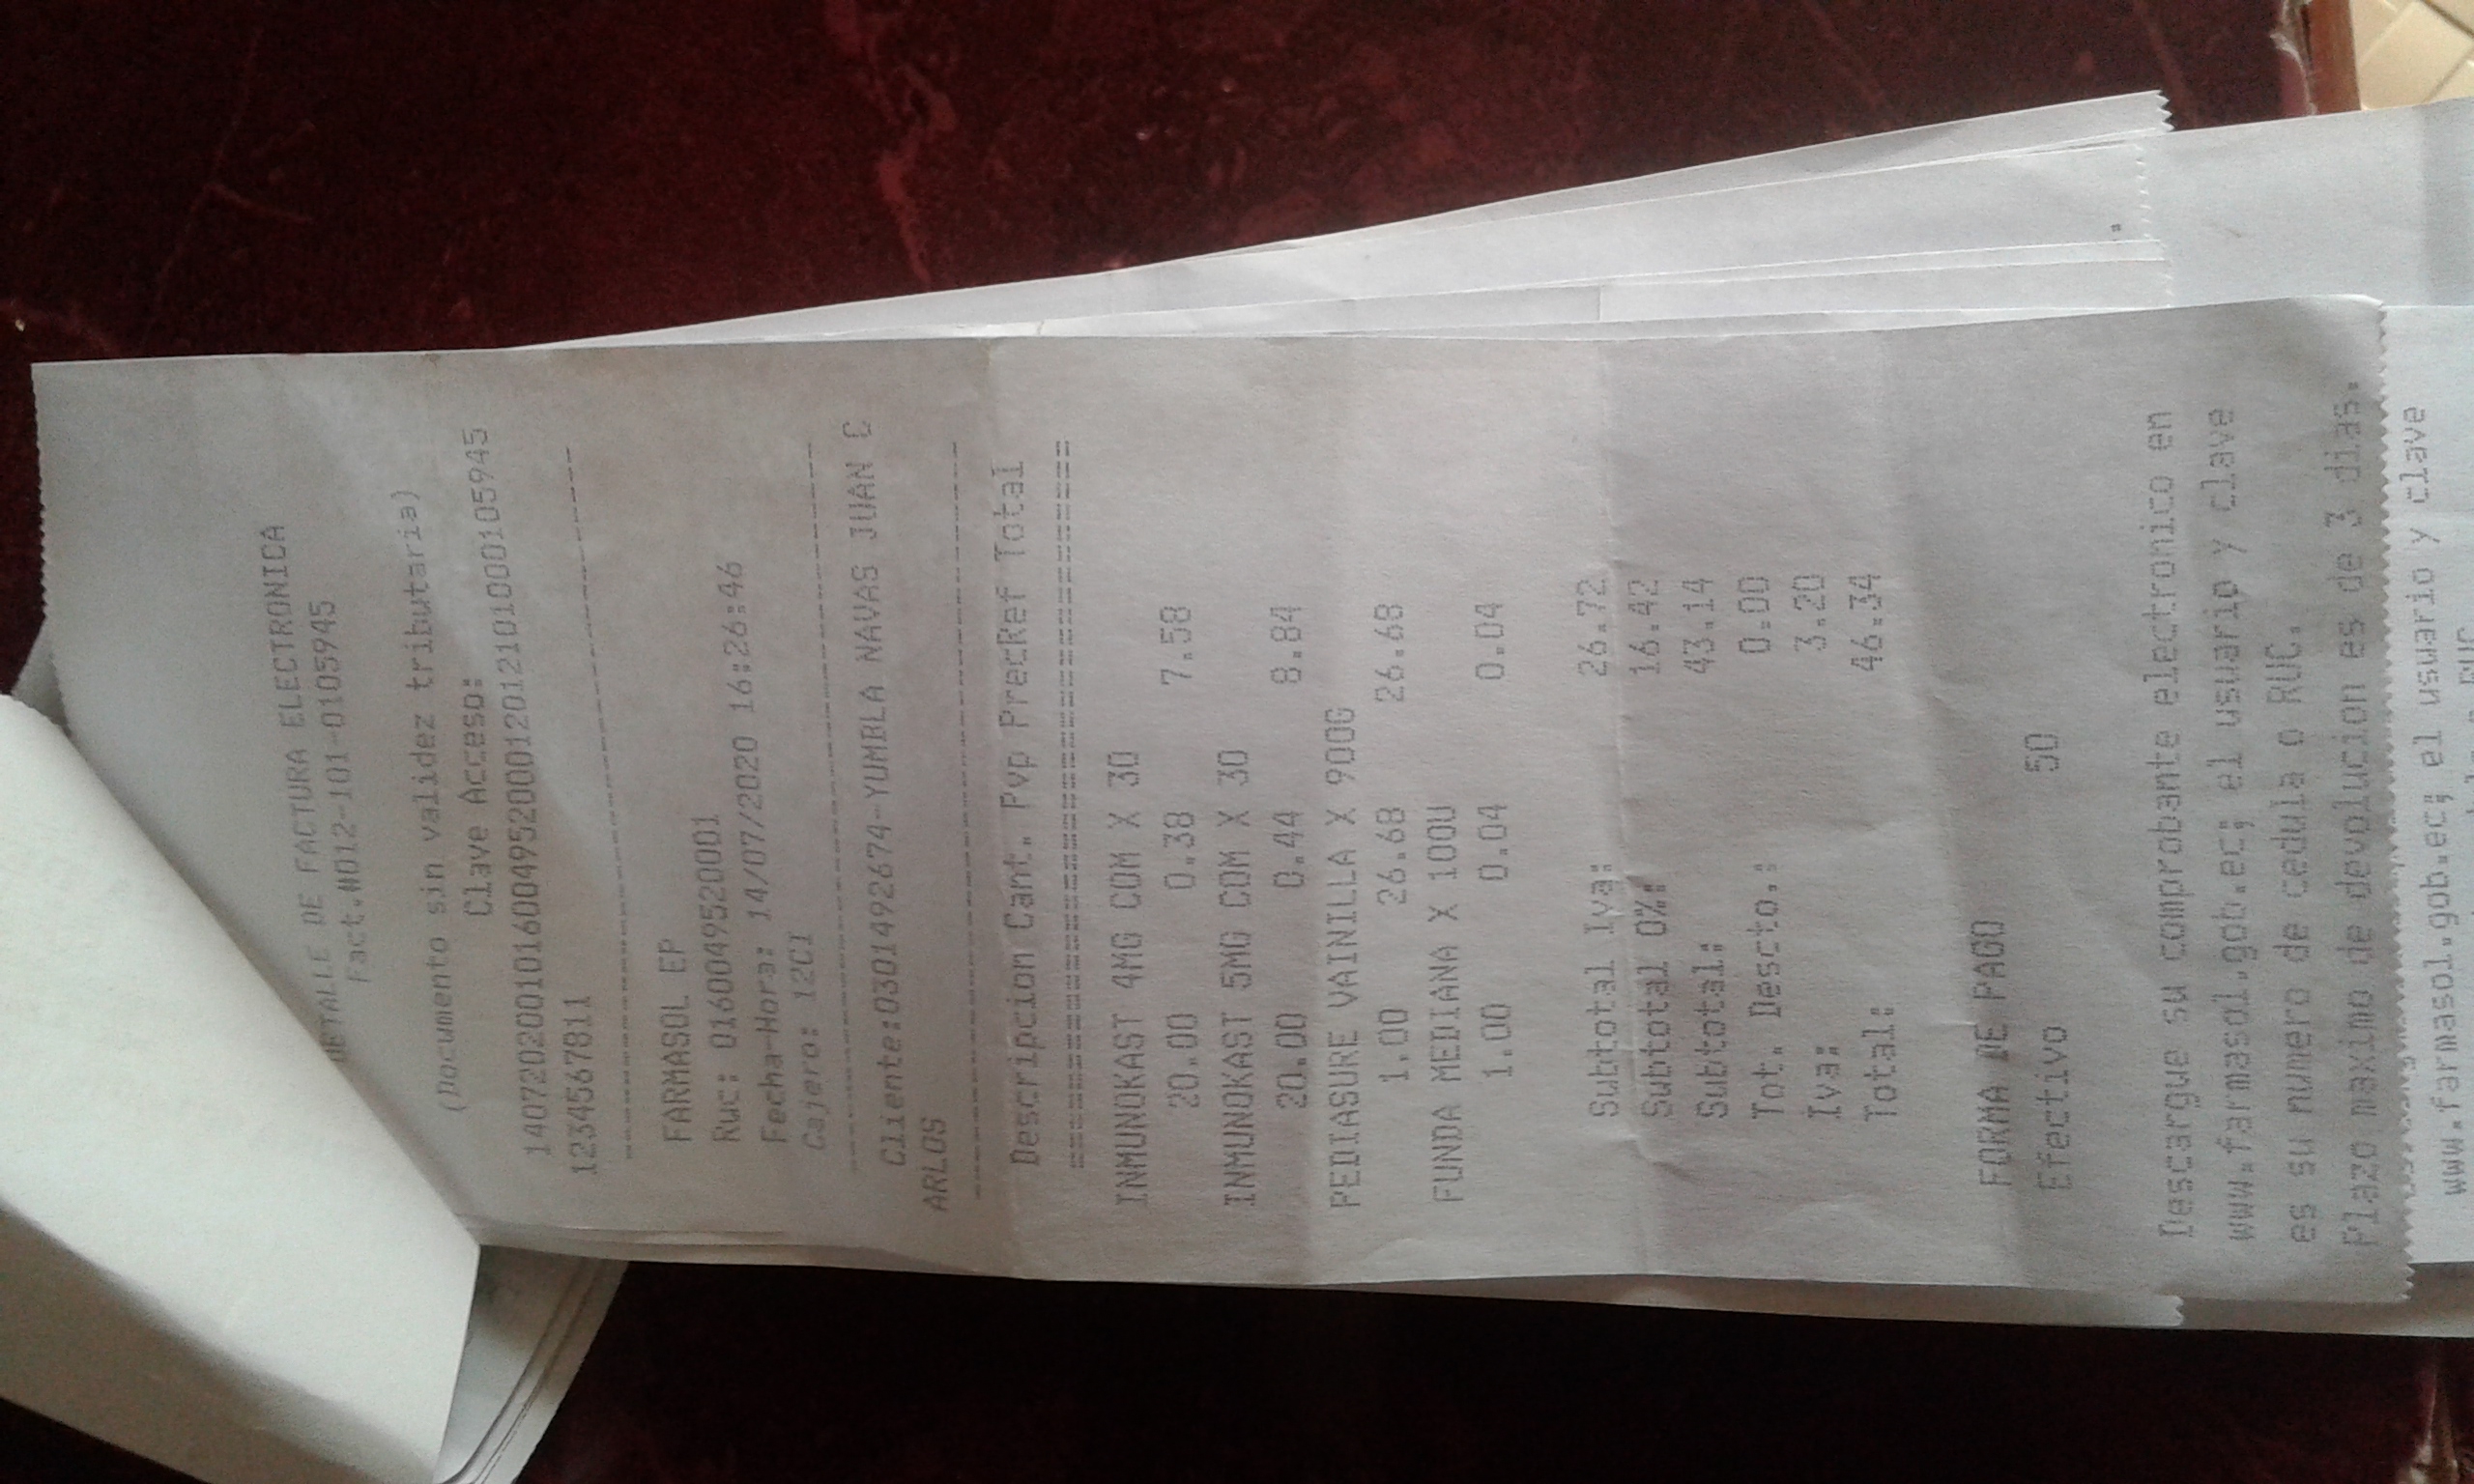 DETALLE DE FACTURA ELECTRONICA
Fact.#012-101-0105945
(Documento sin validez tributaria)
Clave Acceso:
140720200101600495200012012101000105945
1234567811
FARMASOL EP
Ruc: 0160049520001
Fecha-Hora: 14/07/2020 16:26:46
Cajero: 12CI
Cliente:0301492674-YUMBLA NAVAS JUAN C
ARLOS
Descripcion Cant. Pvp PrecRef Total
INMUNOKAST 4MG COM X 30
20.00 0.38 7.58
INMUNOKAST 5MG COM X 30
20.00 0.44 8.84
PEDIASURE VAINILLA X 900G
1.00 26.68 26.68
FUNDA MEDIANA X 100U
1.00 0.04 0.04
Subtotal Iva: 26.72
Subtotal 0%: 16.42
Subtotal: 43.14
Tot. Descto.: 0.00
Iva: 3.20
Total: 46.34
FORMA DE PAGO
Efectivo 50
Descargue su comprobante electronico en
www.farmasol.gob.ec; el usuario y clave
es su numero de cedula o RUC.
Plazo maximo de devolucion es de 3 dias.
www.farmasol.gob.ec; el usuario y clave
RUC